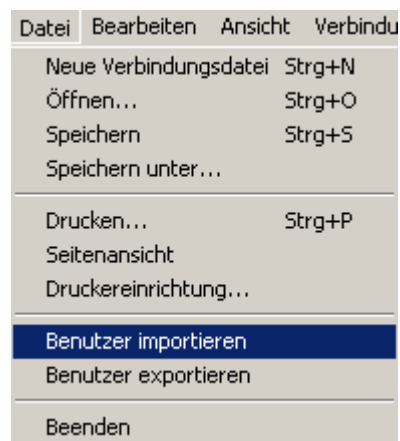 Datei Bearbeiten Ansicht Verbindu
Neue Verbindungsdatei Strg+N
Öffnen... Strg+O
Speichern Strg+S
Speichern unter...
Drucken... Strg+P
Seitenansicht
Druckereinrichtung...
Benutzer importieren
Benutzer exportieren
Beenden